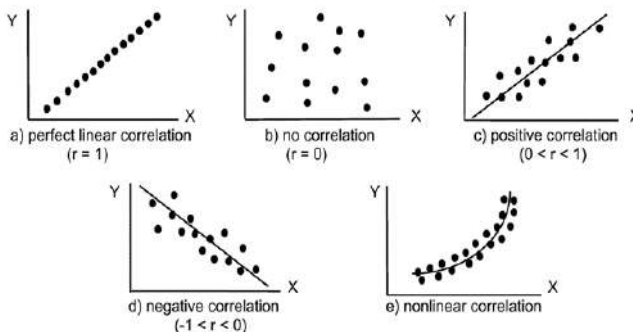 Y
X
a) perfect linear correlation
(r = 1)
Y
X
b) no correlation
(r = 0)
Y
X
c) positive correlation
(0 < r < 1)
Y
X
d) negative correlation
(-1 < r < 0)
Y
X
e) nonlinear correlation